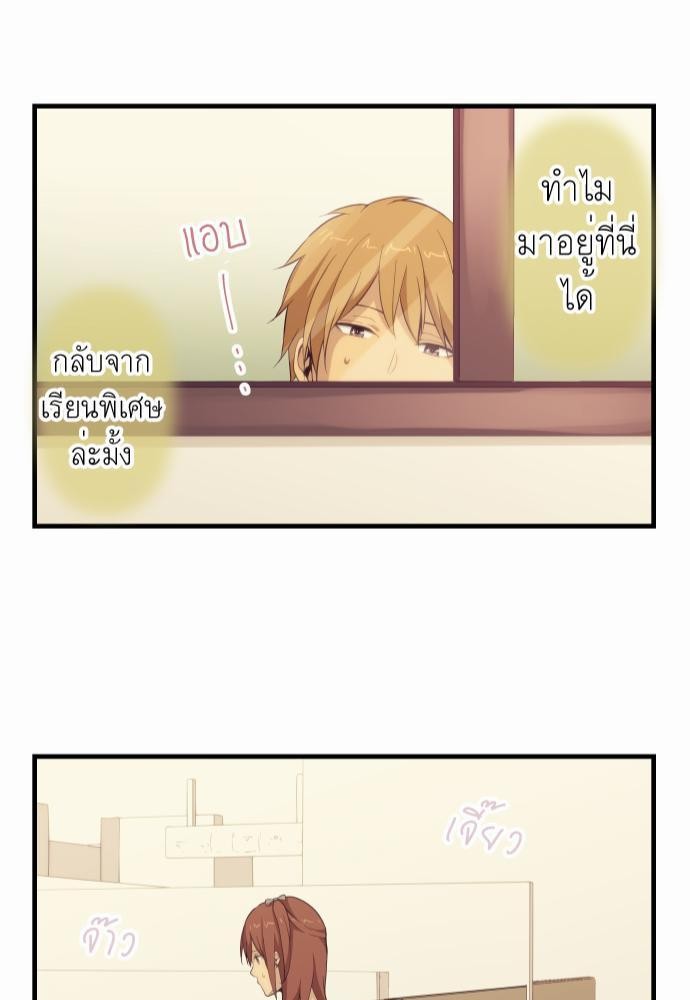 ทำไม
มาอยู่ที่นี่
ได้
แอบ
กลับจาก
เรียนพิเศษ
ล่ะมั้ง
เจี๊ยว
จ๊าว